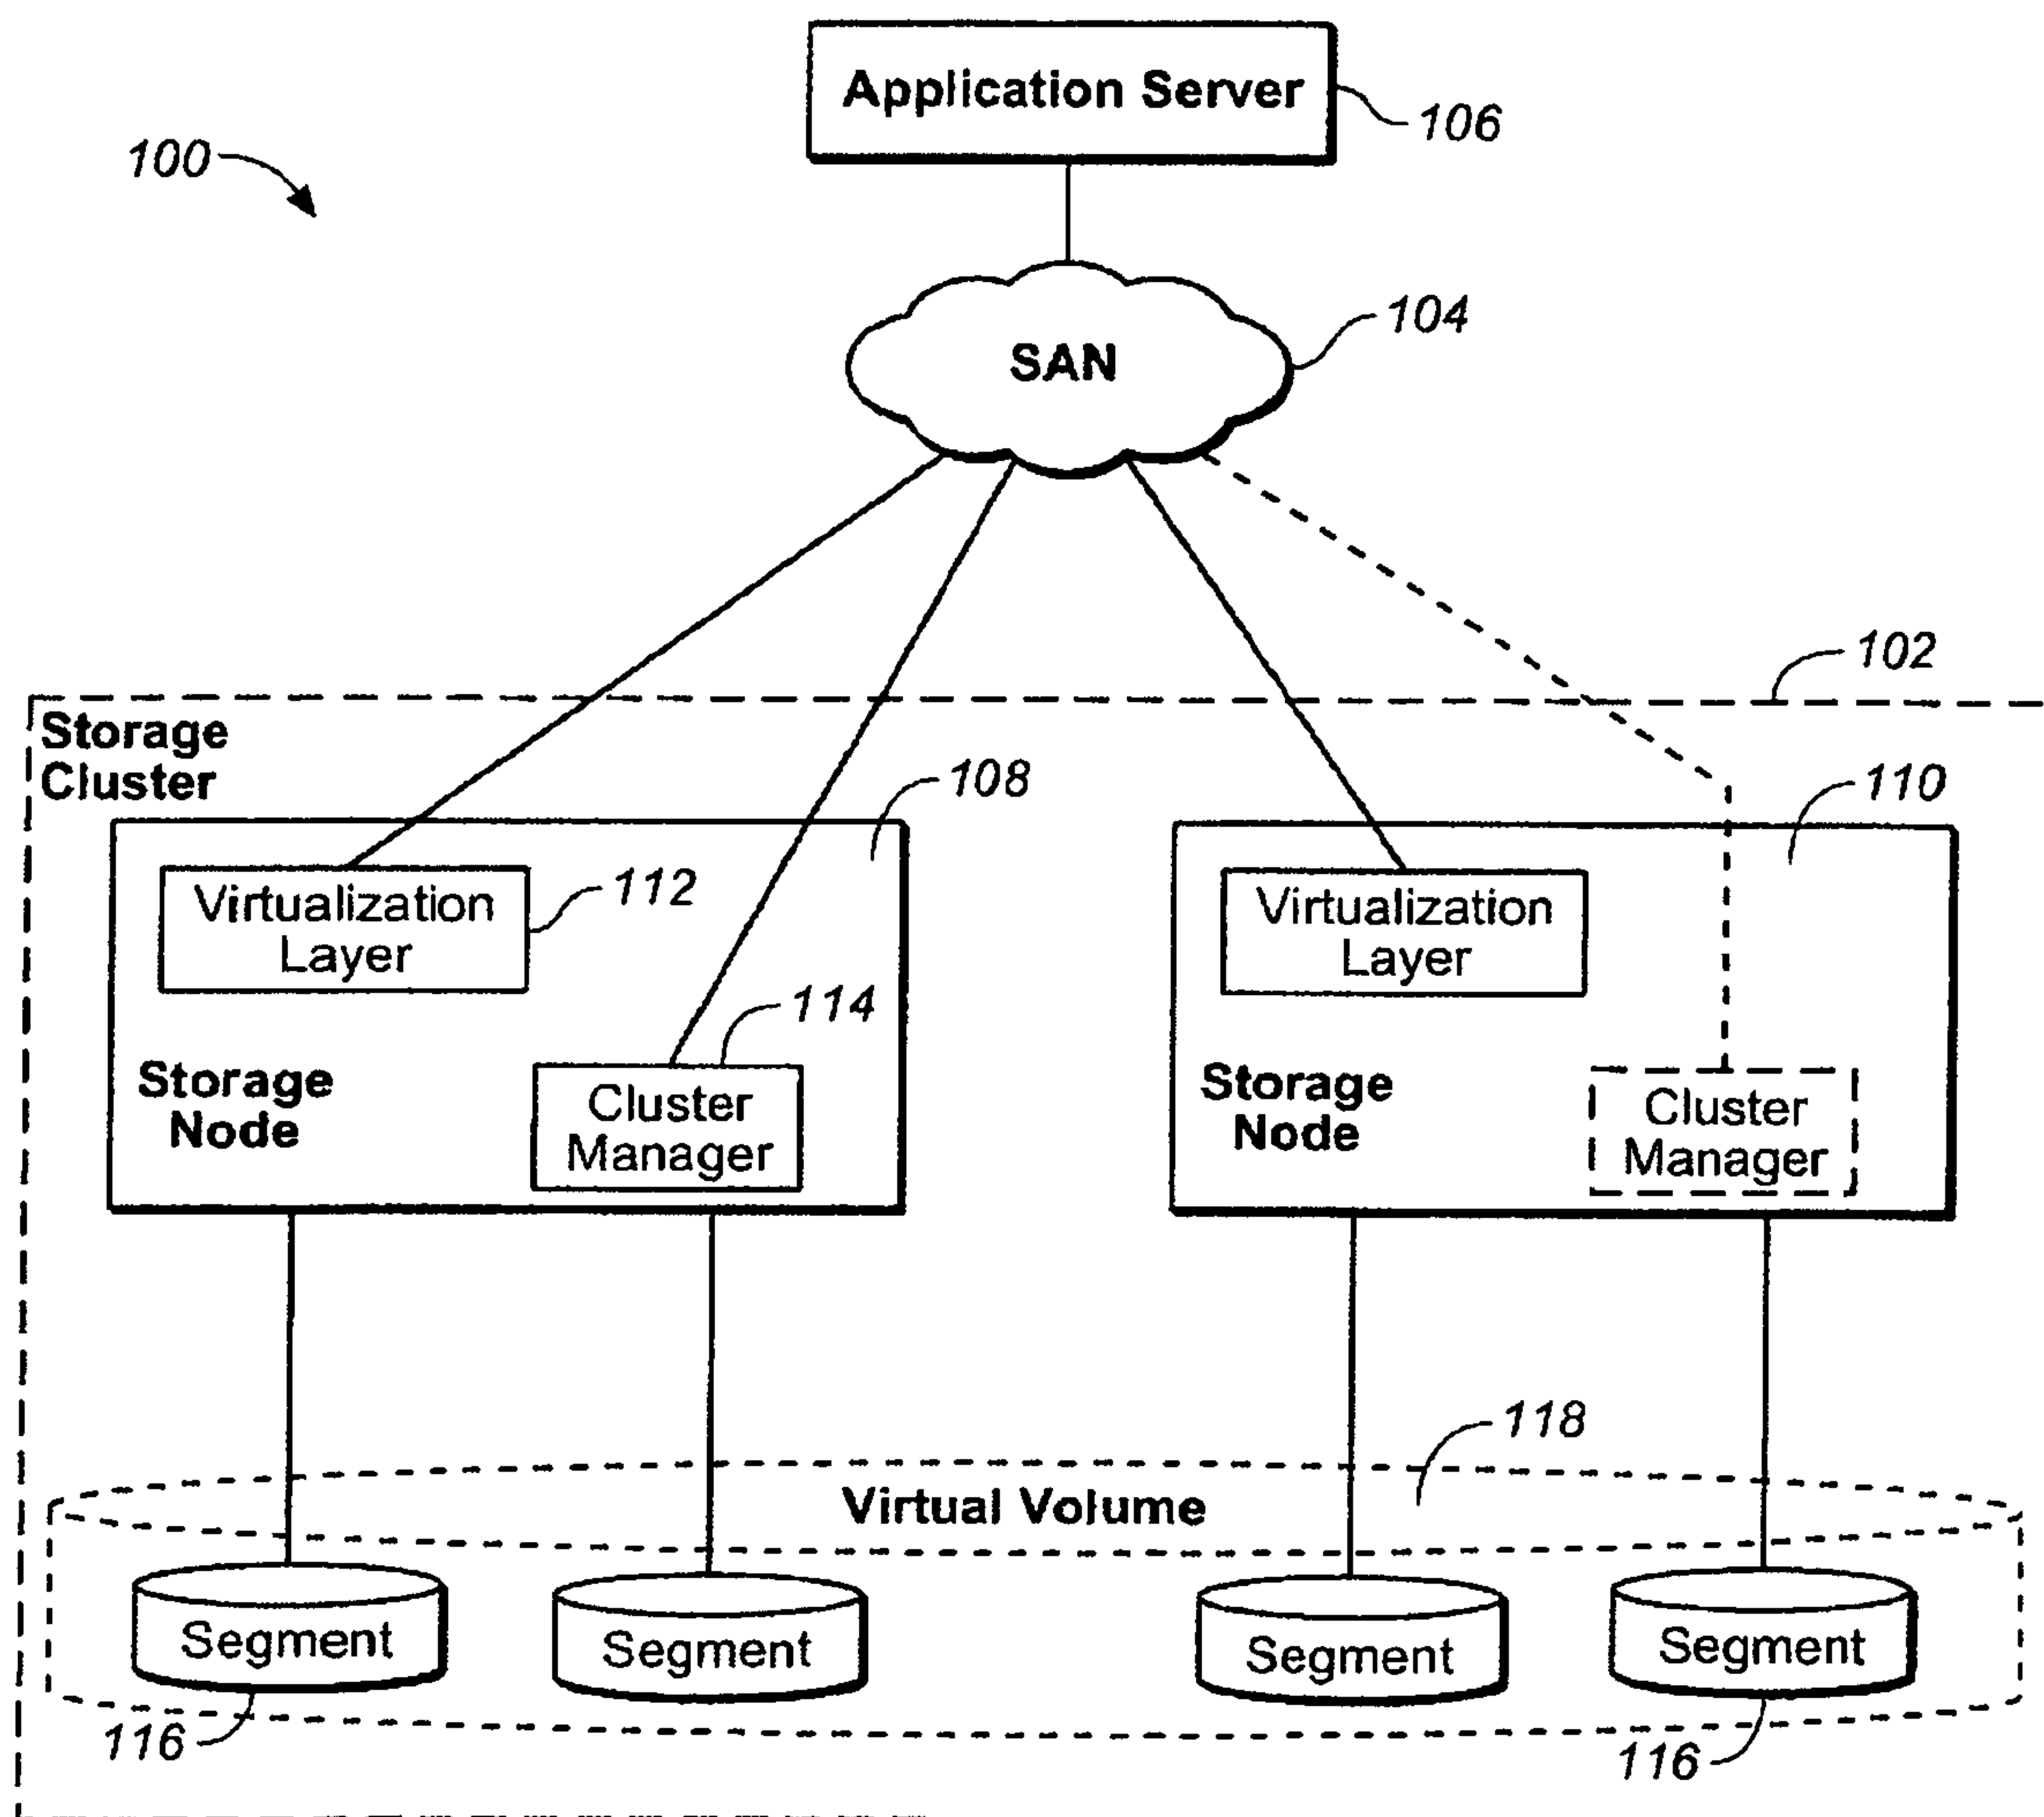 Application Server
106
100
104
SAN
102
Storage
Cluster
108
110
Virtualization
Layer
112
Virtualization
Layer
114
Storage
Node
Cluster
Manager
Storage
Node
Cluster
Manager
118
Virtual Volume
Segment
Segment
Segment
Segment
116
116